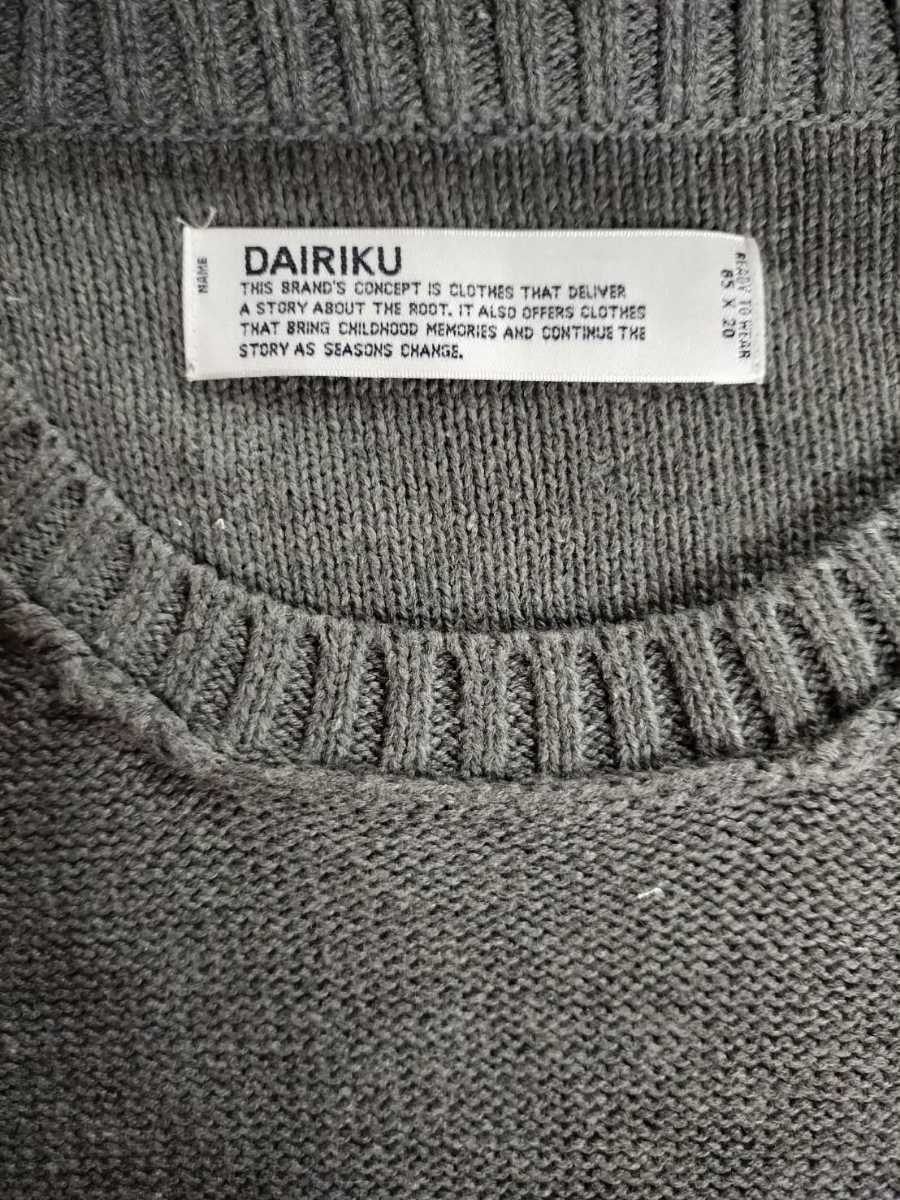 NAME
DAIRIKU
THIS BRAND'S CONCEPT IS CLOTHES THAT DELIVER
A STORY ABOUT THE ROOT. IT ALSO OFFERS CLOTHES
THAT BRING CHILDHOOD MEMORIES AND CONTINUE THE
STORY AS SEASONS CHANGE.
READY TO WEAR
65 X 20